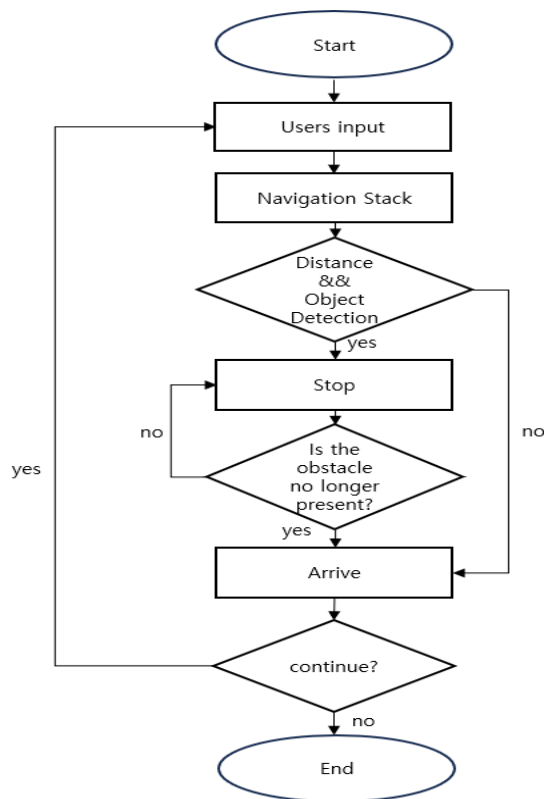 Start
Users input
Navigation Stack
Distance
&&
Object
Detection
yes
Stop
no
no
Is the
obstacle
no longer
present?
yes
yes
Arrive
continue?
no
End